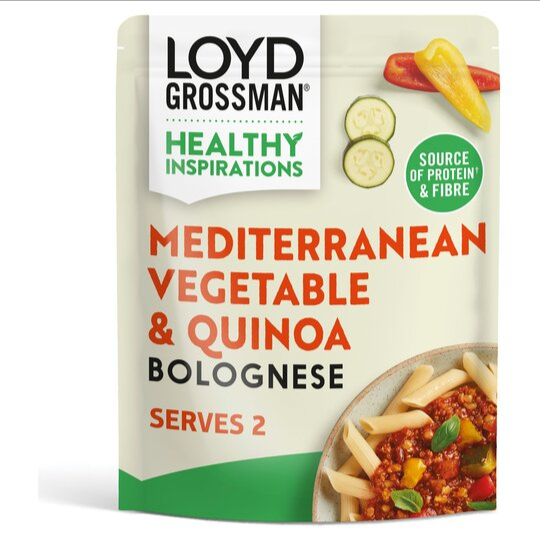 LOYD
GROSSMAN®
HEALTHY
INSPIRATIONS
SOURCE
OF PROTEIN†
& FIBRE
MEDITERRANEAN
VEGETABLE
& QUINOA
BOLOGNESE
SERVES 2